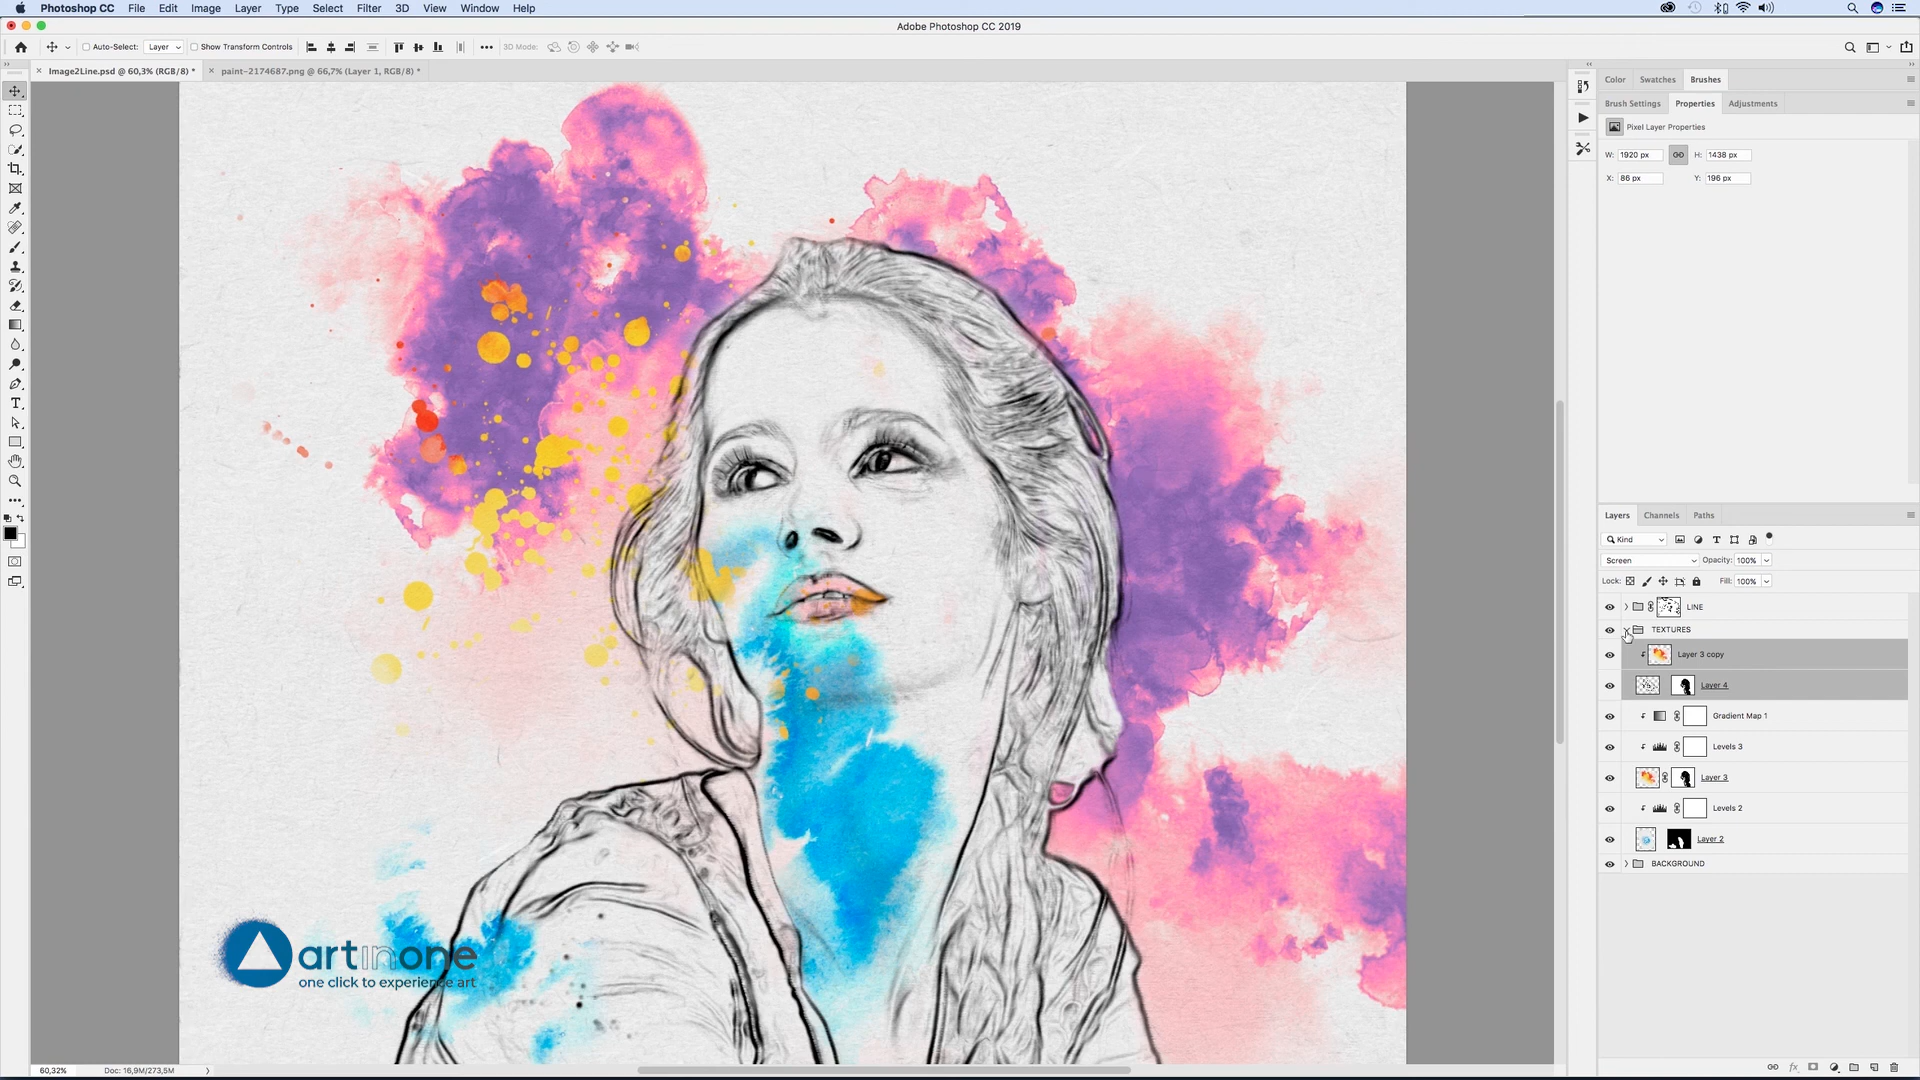 Photoshop CC File Edit Image Layer Type Select Filter 3D View Window Help
Adobe Photoshop CC 2019
Auto-Select: Layer Show Transform Controls 3D Mode:
Image2Line.psd @ 60,3% (RGB/8) * paint-2174687.png @ 66,7% (Layer 1, RGB/8) *
Color Swatches Brushes
Brush Settings Properties Adjustments
Pixel Layer Properties
W: 1920 px H: 1438 px
X: 86 px Y: 196 px
Layers Channels Paths
Kind
Screen Opacity: 100%
Lock: Fill: 100%
LINE
TEXTURES
Layer 3 copy
Layer 4
Gradient Map 1
Levels 3
Layer 3
Levels 2
Layer 2
BACKGROUND
artinone
one click to experience art
60,32% Doc: 16,9M/273,5M